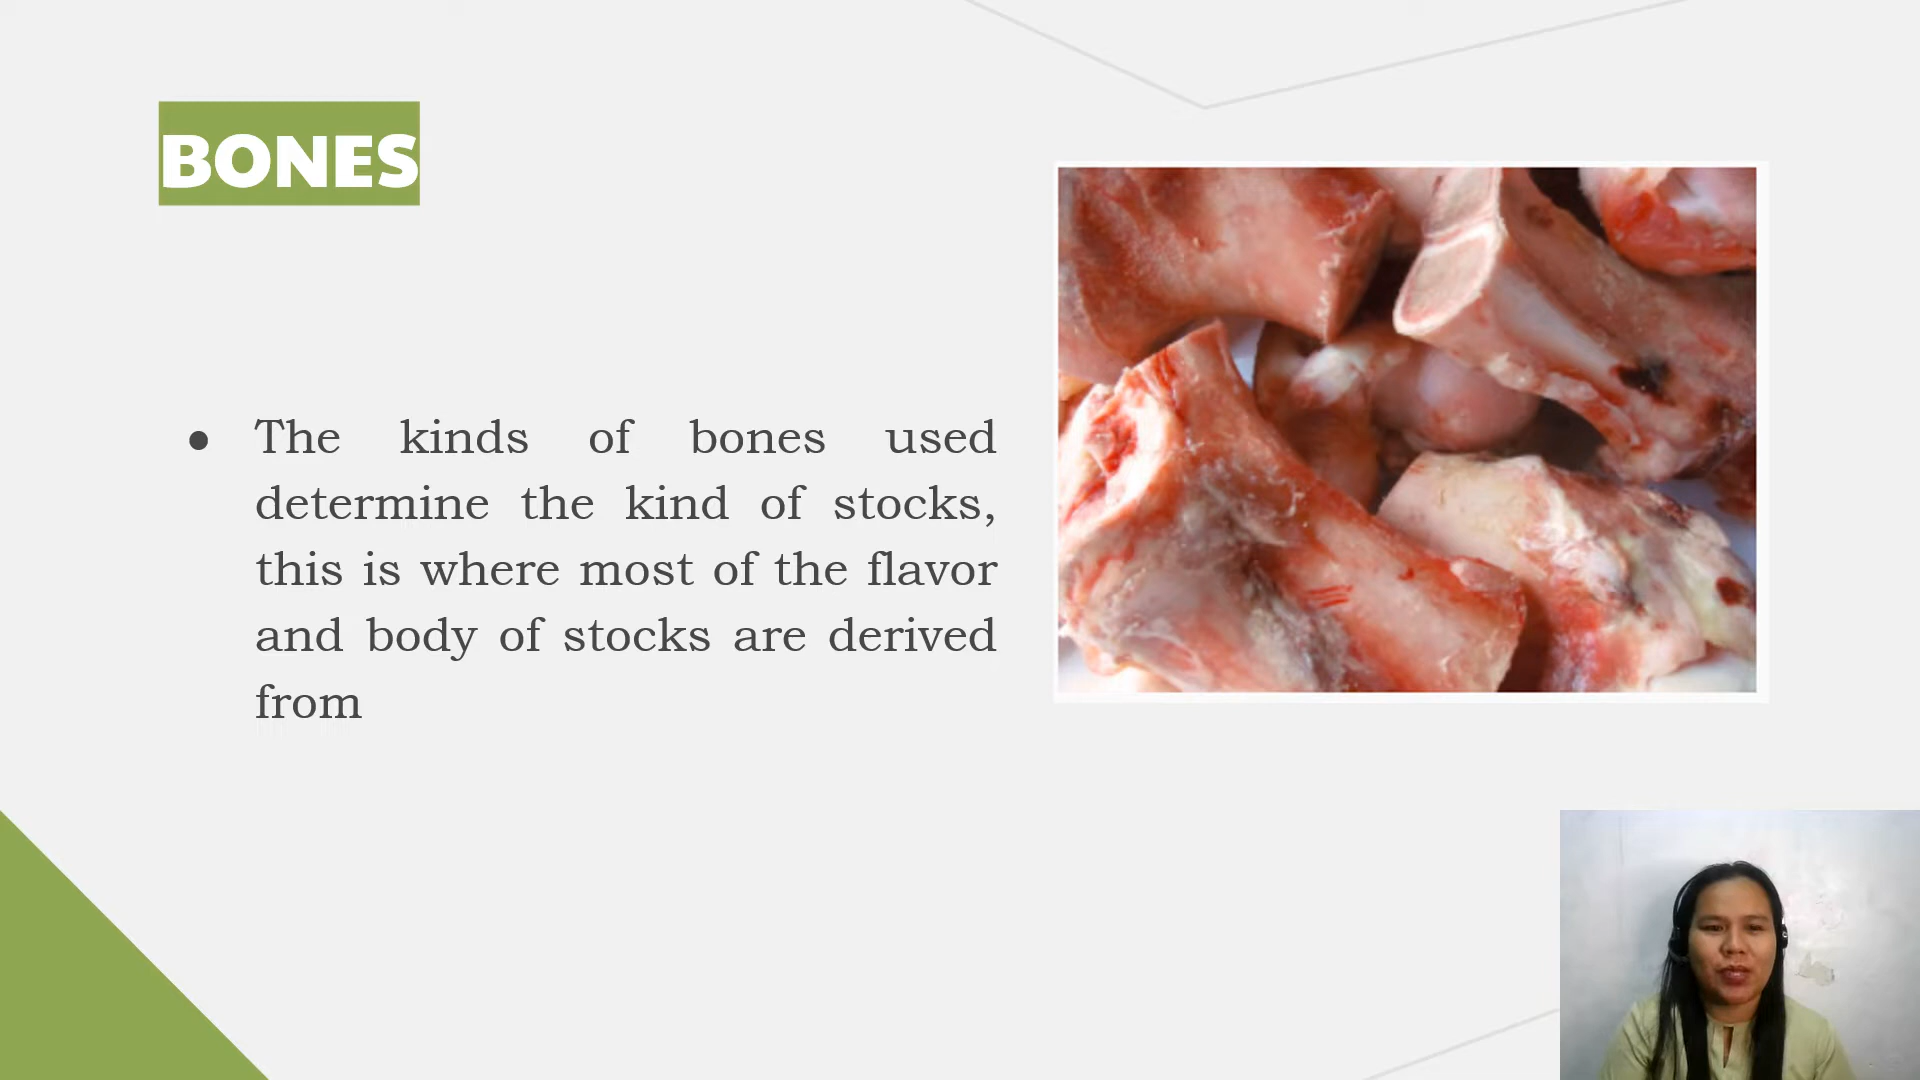 BONES
● The kinds of bones used
determine the kind of stocks,
this is where most of the flavor
and body of stocks are derived
from